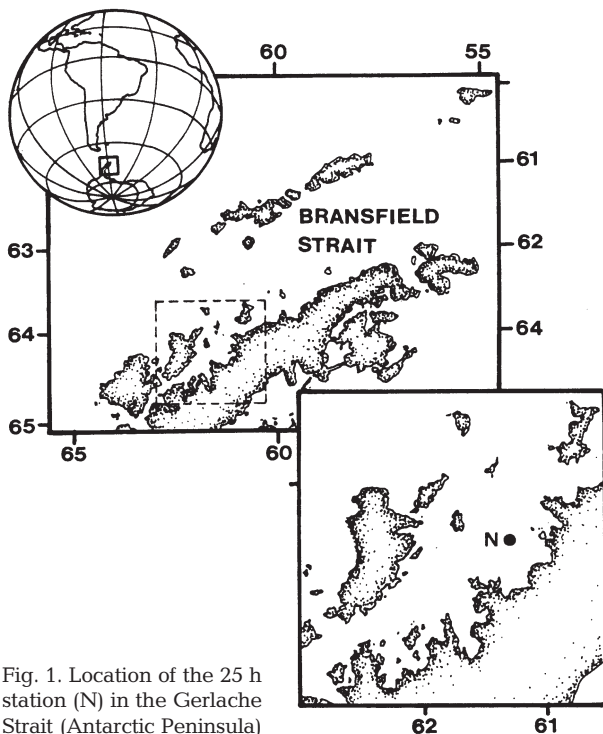 60 55
61
BRANSFIELD
STRAIT
62
63
64
64
65
65 60
N
62 61
Fig. 1. Location of the 25 h
station (N) in the Gerlache
Strait (Antarctic Peninsula)